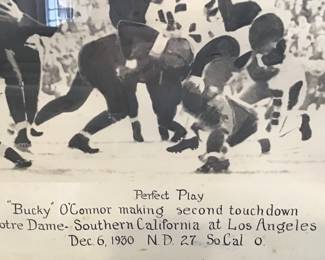 Perfect Play
"Bucky" O'Connor making second touchdown
otre Dame - Southern California at Los Angeles
Dec. 6, 1930 N.D. 27 So Cal 0.